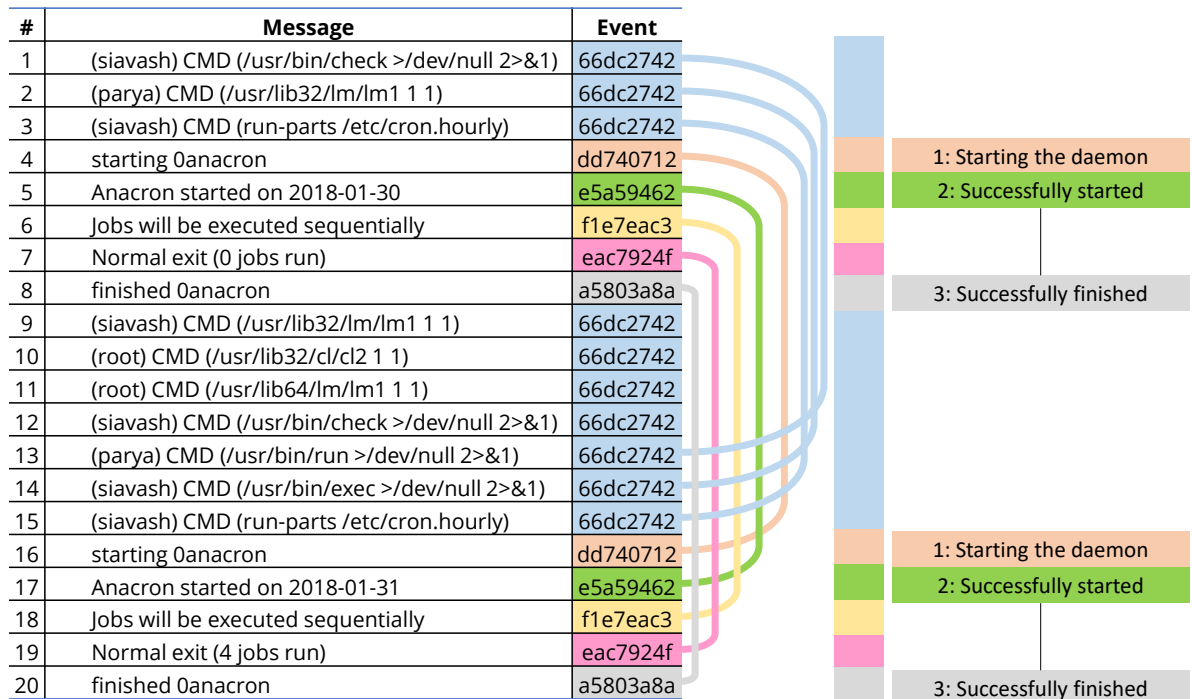 # Message Event
1 (siavash) CMD (/usr/bin/check >/dev/null 2>&1) 66dc2742
2 (parya) CMD (/usr/lib32/lm/lm1 1 1) 66dc2742
3 (siavash) CMD (run-parts /etc/cron.hourly) 66dc2742
4 starting 0anacron dd740712 1: Starting the daemon
5 Anacron started on 2018-01-30 e5a59462 2: Successfully started
6 Jobs will be executed sequentially f1e7eac3
7 Normal exit (0 jobs run) eac7924f
8 finished 0anacron a5803a8a 3: Successfully finished
9 (siavash) CMD (/usr/lib32/lm/lm1 1 1) 66dc2742
10 (root) CMD (/usr/lib32/cl/cl2 1 1) 66dc2742
11 (root) CMD (/usr/lib64/lm/lm1 1 1) 66dc2742
12 (siavash) CMD (/usr/bin/check >/dev/null 2>&1) 66dc2742
13 (parya) CMD (/usr/bin/run >/dev/null 2>&1) 66dc2742
14 (siavash) CMD (/usr/bin/exec >/dev/null 2>&1) 66dc2742
15 (siavash) CMD (run-parts /etc/cron.hourly) 66dc2742
16 starting 0anacron dd740712 1: Starting the daemon
17 Anacron started on 2018-01-31 e5a59462 2: Successfully started
18 Jobs will be executed sequentially f1e7eac3
19 Normal exit (4 jobs run) eac7924f
20 finished 0anacron a5803a8a 3: Successfully finished